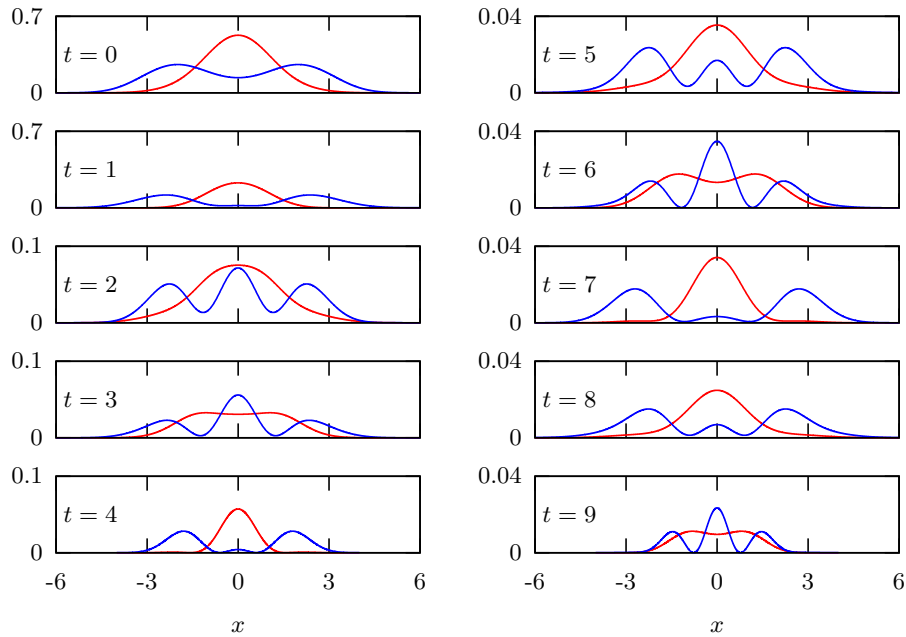 0.7
t = 0
0
0.7
t = 1
0
0.1
t = 2
0
0.1
t = 3
0
0.1
t = 4
0
-6 -3 0 3 6
x
0.04
t = 5
0
0.04
t = 6
0
0.04
t = 7
0
0.04
t = 8
0
0.04
t = 9
0
-6 -3 0 3 6
x